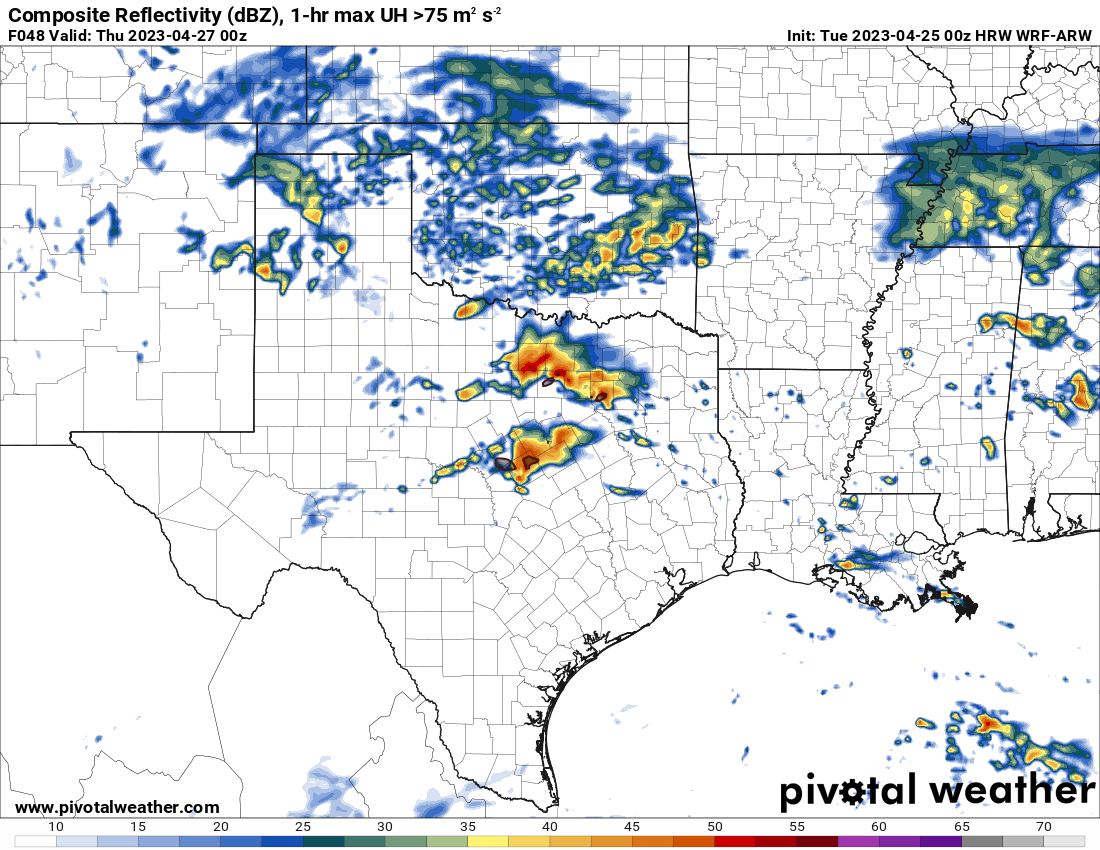 Composite Reflectivity (dBZ), 1-hr max UH >75 m² s⁻²
F048 Valid: Thu 2023-04-27 00z Init: Tue 2023-04-25 00z HRW WRF-ARW
pivotal weather
www.pivotalweather.com
10 15 20 25 30 35 40 45 50 55 60 65 70